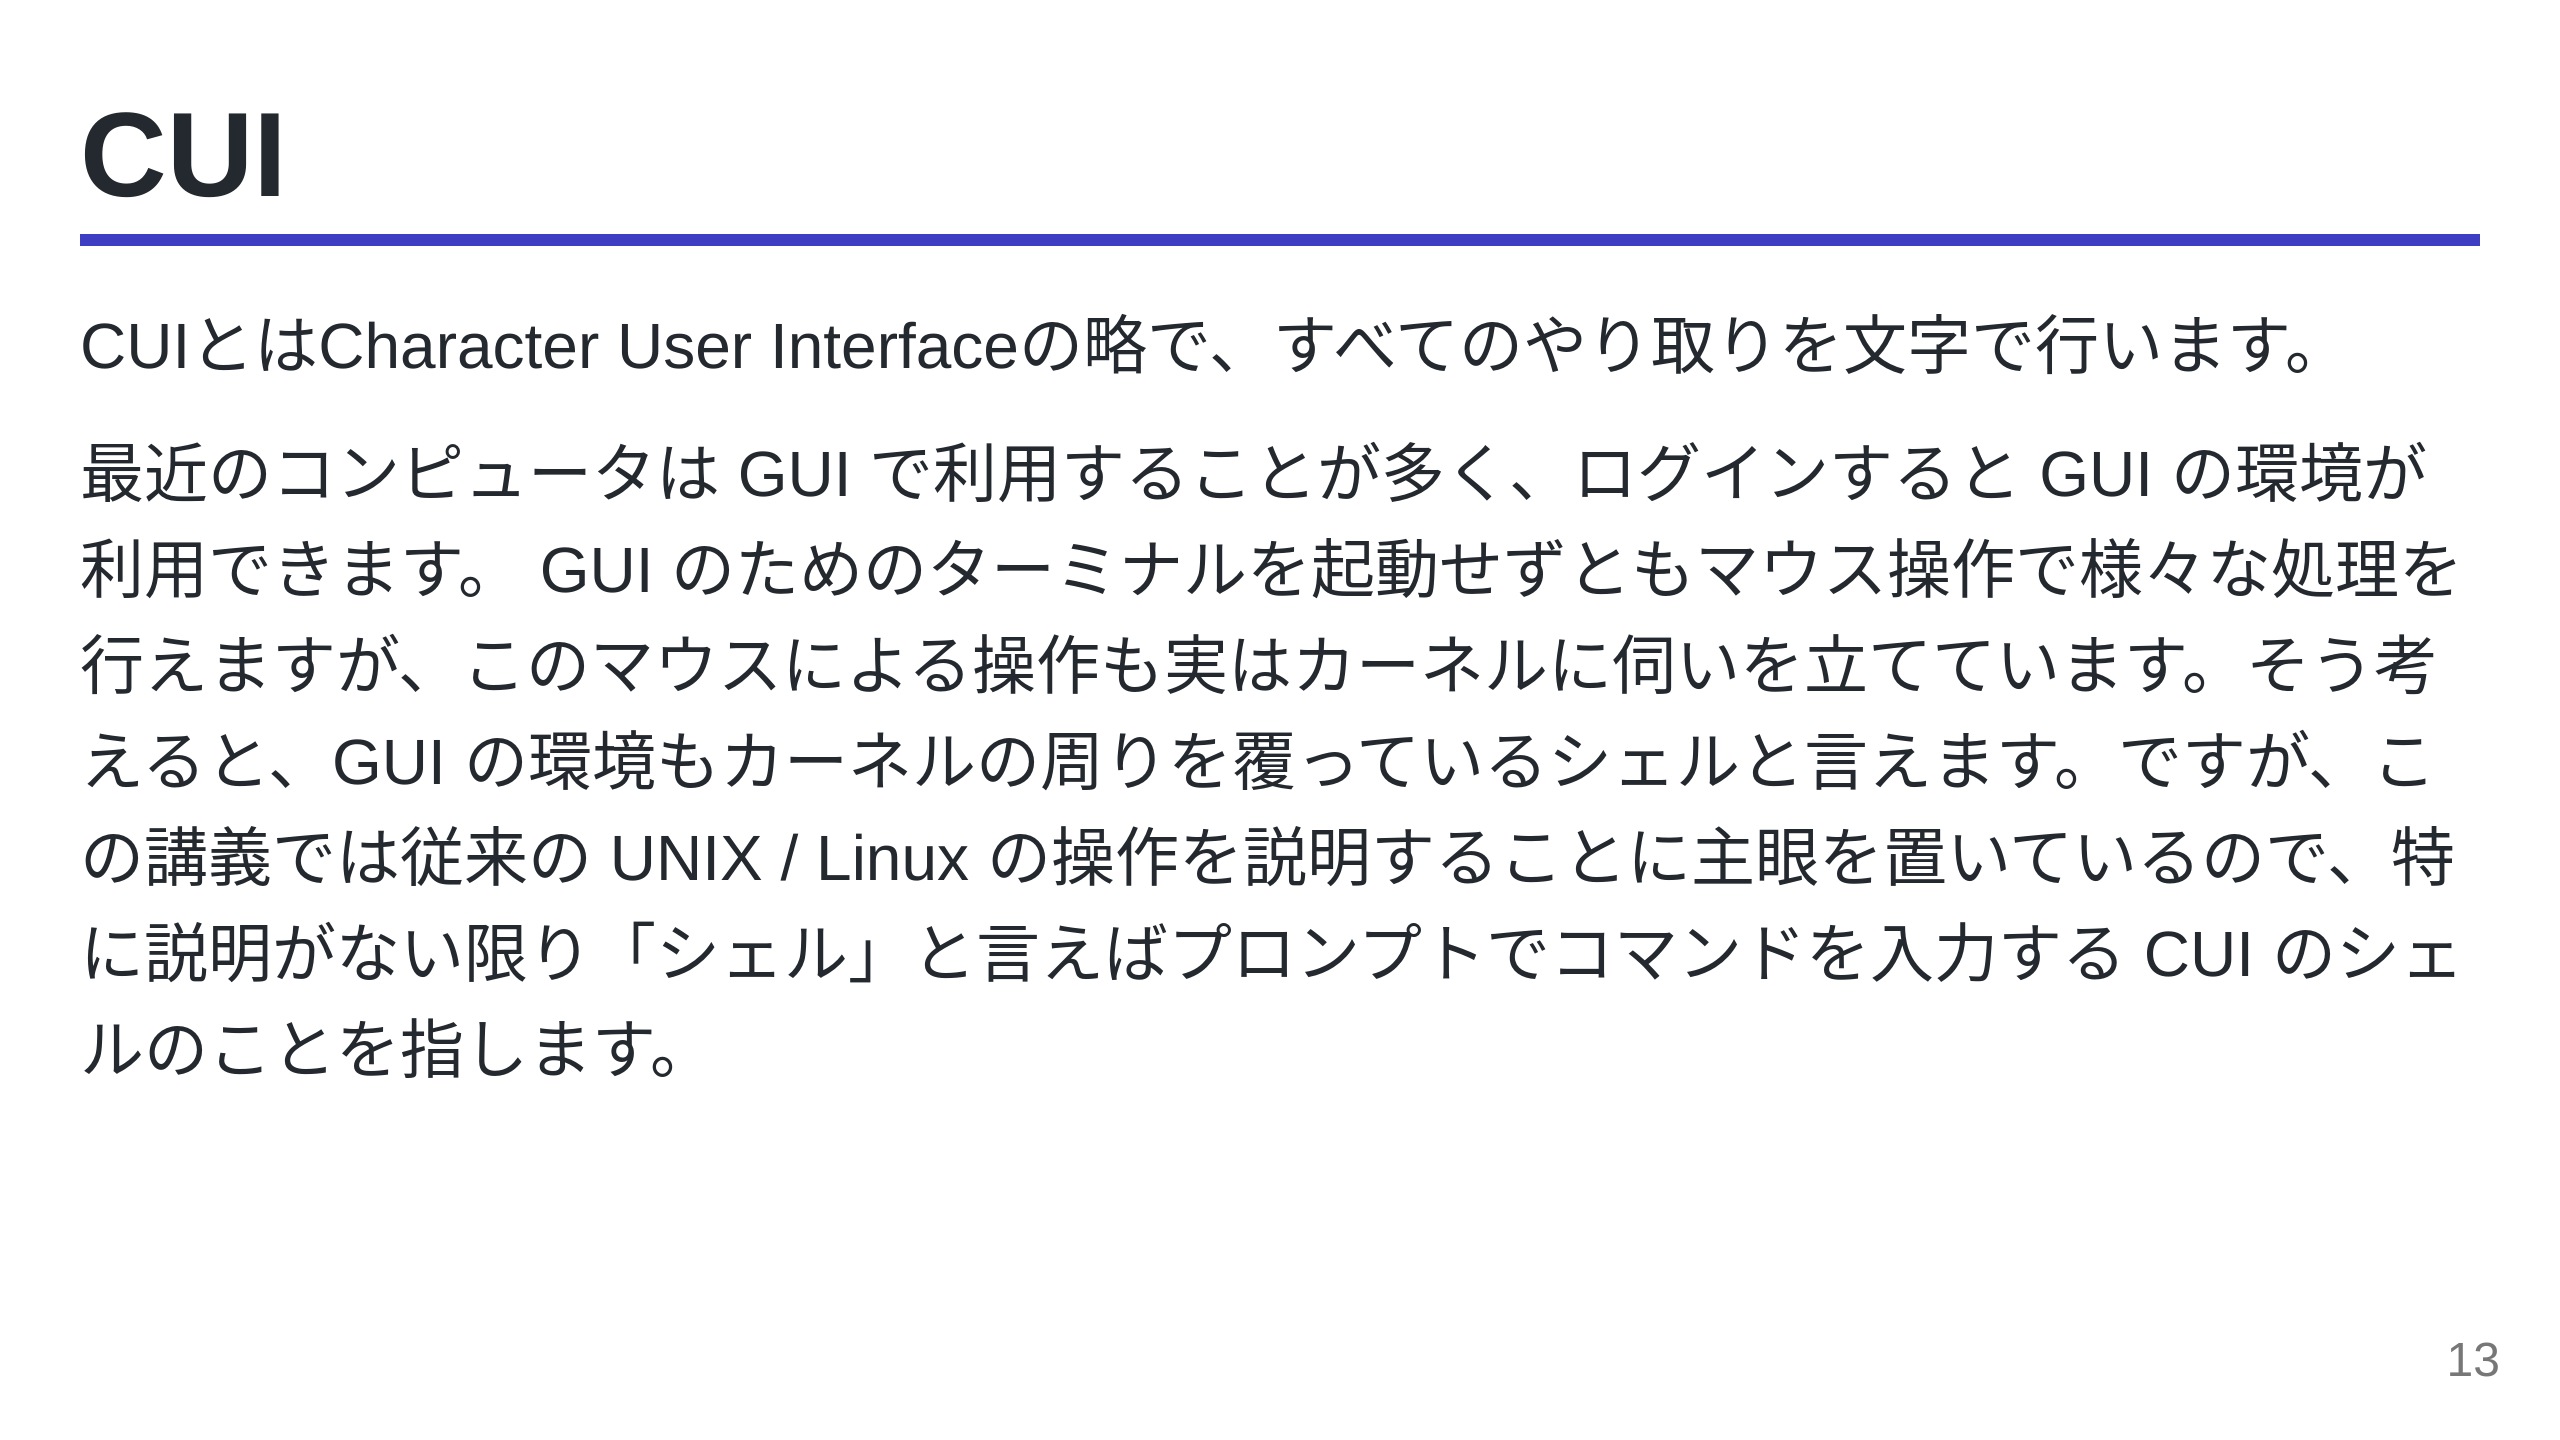 CUI
CUIとはCharacter User Interfaceの略で、すべてのやり取りを文字で行います。
最近のコンピュータは GUI で利用することが多く、ログインすると GUI の環境が
利用できます。 GUI のためのターミナルを起動せずともマウス操作で様々な処理を
行えますが、このマウスによる操作も実はカーネルに伺いを立てています。そう考
えると、GUI の環境もカーネルの周りを覆っているシェルと言えます。ですが、こ
の講義では従来の UNIX / Linux の操作を説明することに主眼を置いているので、特
に説明がない限り「シェル」と言えばプロンプトでコマンドを入力する CUI のシェ
ルのことを指します。
13